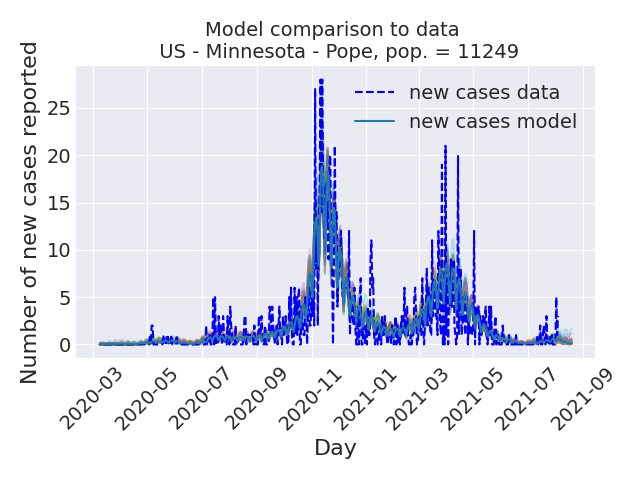 Model comparison to data
US - Minnesota - Pope, pop. = 11249
Number of new cases reported
25
20
15
10
5
0
new cases data
new cases model
2020-03
2020-05
2020-07
2020-09
2020-11
2021-01
2021-03
2021-05
2021-07
2021-09
Day